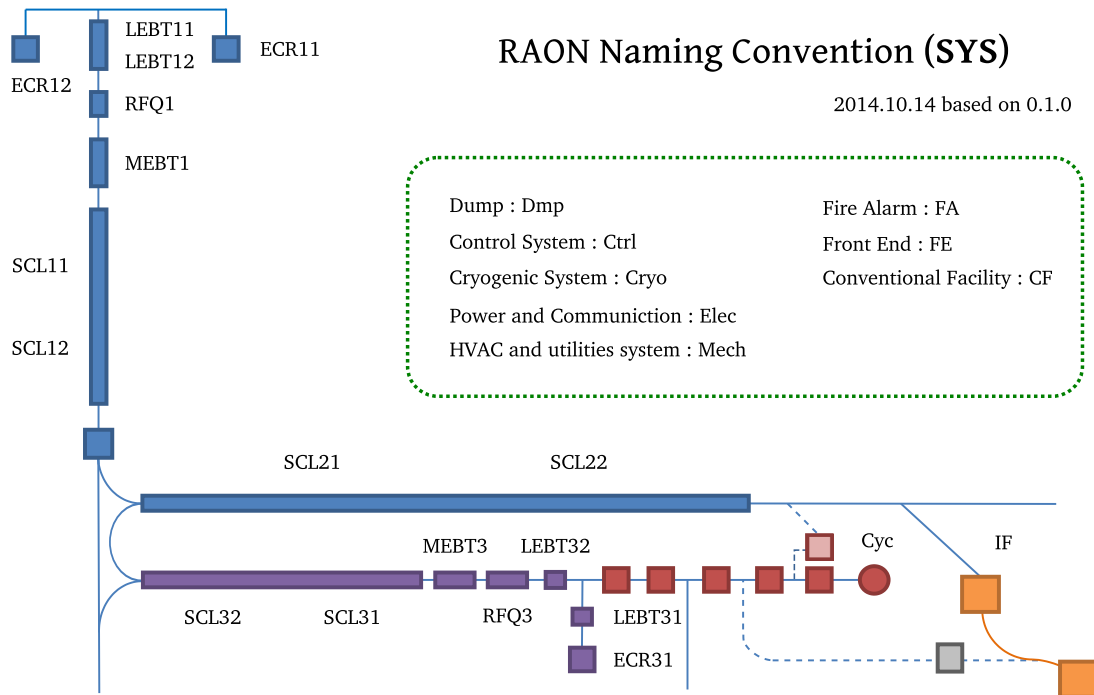 LEBT11
LEBT12
ECR11
ECR12
RFQ1
MEBT1
SCL11
SCL12
RAON Naming Convention (SYS)
2014.10.14 based on 0.1.0
Dump : Dmp
Control System : Ctrl
Cryogenic System : Cryo
Power and Communiction : Elec
HVAC and utilities system : Mech
Fire Alarm : FA
Front End : FE
Conventional Facility : CF
SCL21
SCL22
MEBT3
LEBT32
Cyc
IF
SCL32
SCL31
RFQ3
LEBT31
ECR31